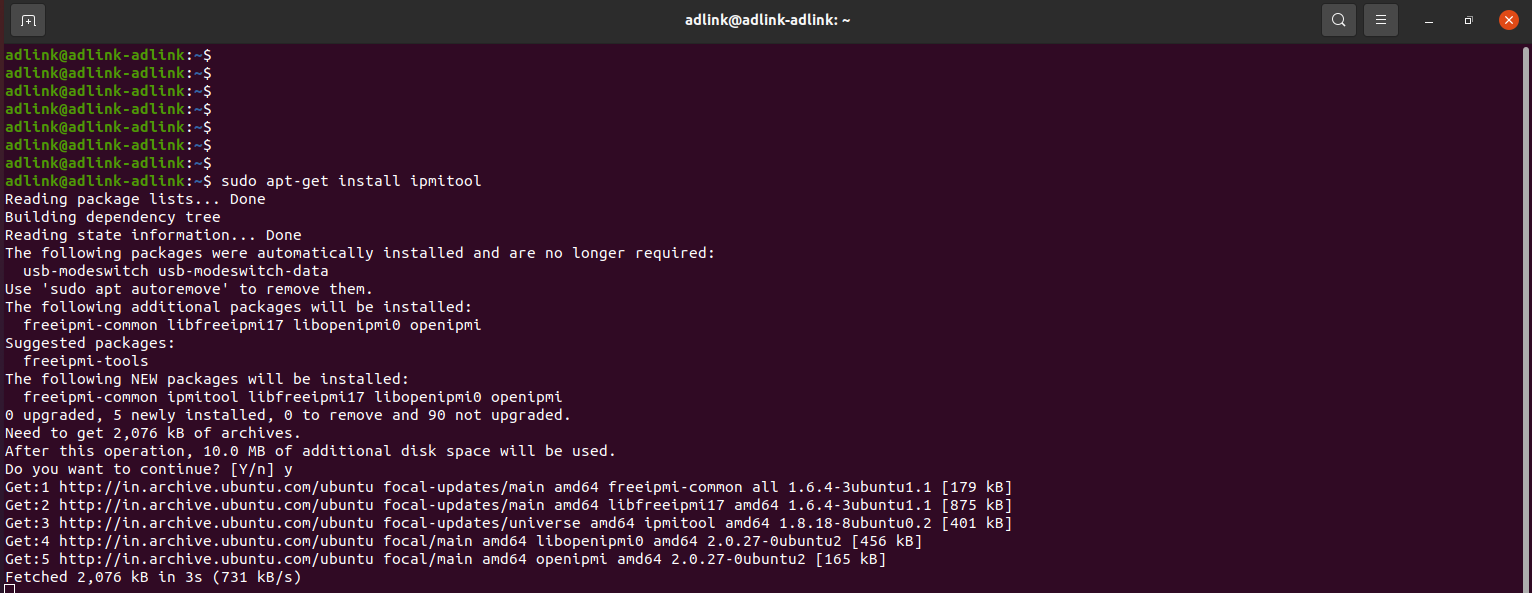 adlink@adlink-adlink: ~
adlink@adlink-adlink:~$
adlink@adlink-adlink:~$
adlink@adlink-adlink:~$
adlink@adlink-adlink:~$
adlink@adlink-adlink:~$
adlink@adlink-adlink:~$
adlink@adlink-adlink:~$
adlink@adlink-adlink:~$ sudo apt-get install ipmitool
Reading package lists... Done
Building dependency tree
Reading state information... Done
The following packages were automatically installed and are no longer required:
  usb-modeswitch usb-modeswitch-data
Use 'sudo apt autoremove' to remove them.
The following additional packages will be installed:
  freeipmi-common libfreeipmi17 libopenipmi0 openipmi
Suggested packages:
  freeipmi-tools
The following NEW packages will be installed:
  freeipmi-common ipmitool libfreeipmi17 libopenipmi0 openipmi
0 upgraded, 5 newly installed, 0 to remove and 90 not upgraded.
Need to get 2,076 kB of archives.
After this operation, 10.0 MB of additional disk space will be used.
Do you want to continue? [Y/n] y
Get:1 http://in.archive.ubuntu.com/ubuntu focal-updates/main amd64 freeipmi-common all 1.6.4-3ubuntu1.1 [179 kB]
Get:2 http://in.archive.ubuntu.com/ubuntu focal-updates/main amd64 libfreeipmi17 amd64 1.6.4-3ubuntu1.1 [875 kB]
Get:3 http://in.archive.ubuntu.com/ubuntu focal-updates/universe amd64 ipmitool amd64 1.8.18-8ubuntu0.2 [401 kB]
Get:4 http://in.archive.ubuntu.com/ubuntu focal/main amd64 libopenipmi0 amd64 2.0.27-0ubuntu2 [456 kB]
Get:5 http://in.archive.ubuntu.com/ubuntu focal/main amd64 openipmi amd64 2.0.27-0ubuntu2 [165 kB]
Fetched 2,076 kB in 3s (731 kB/s)